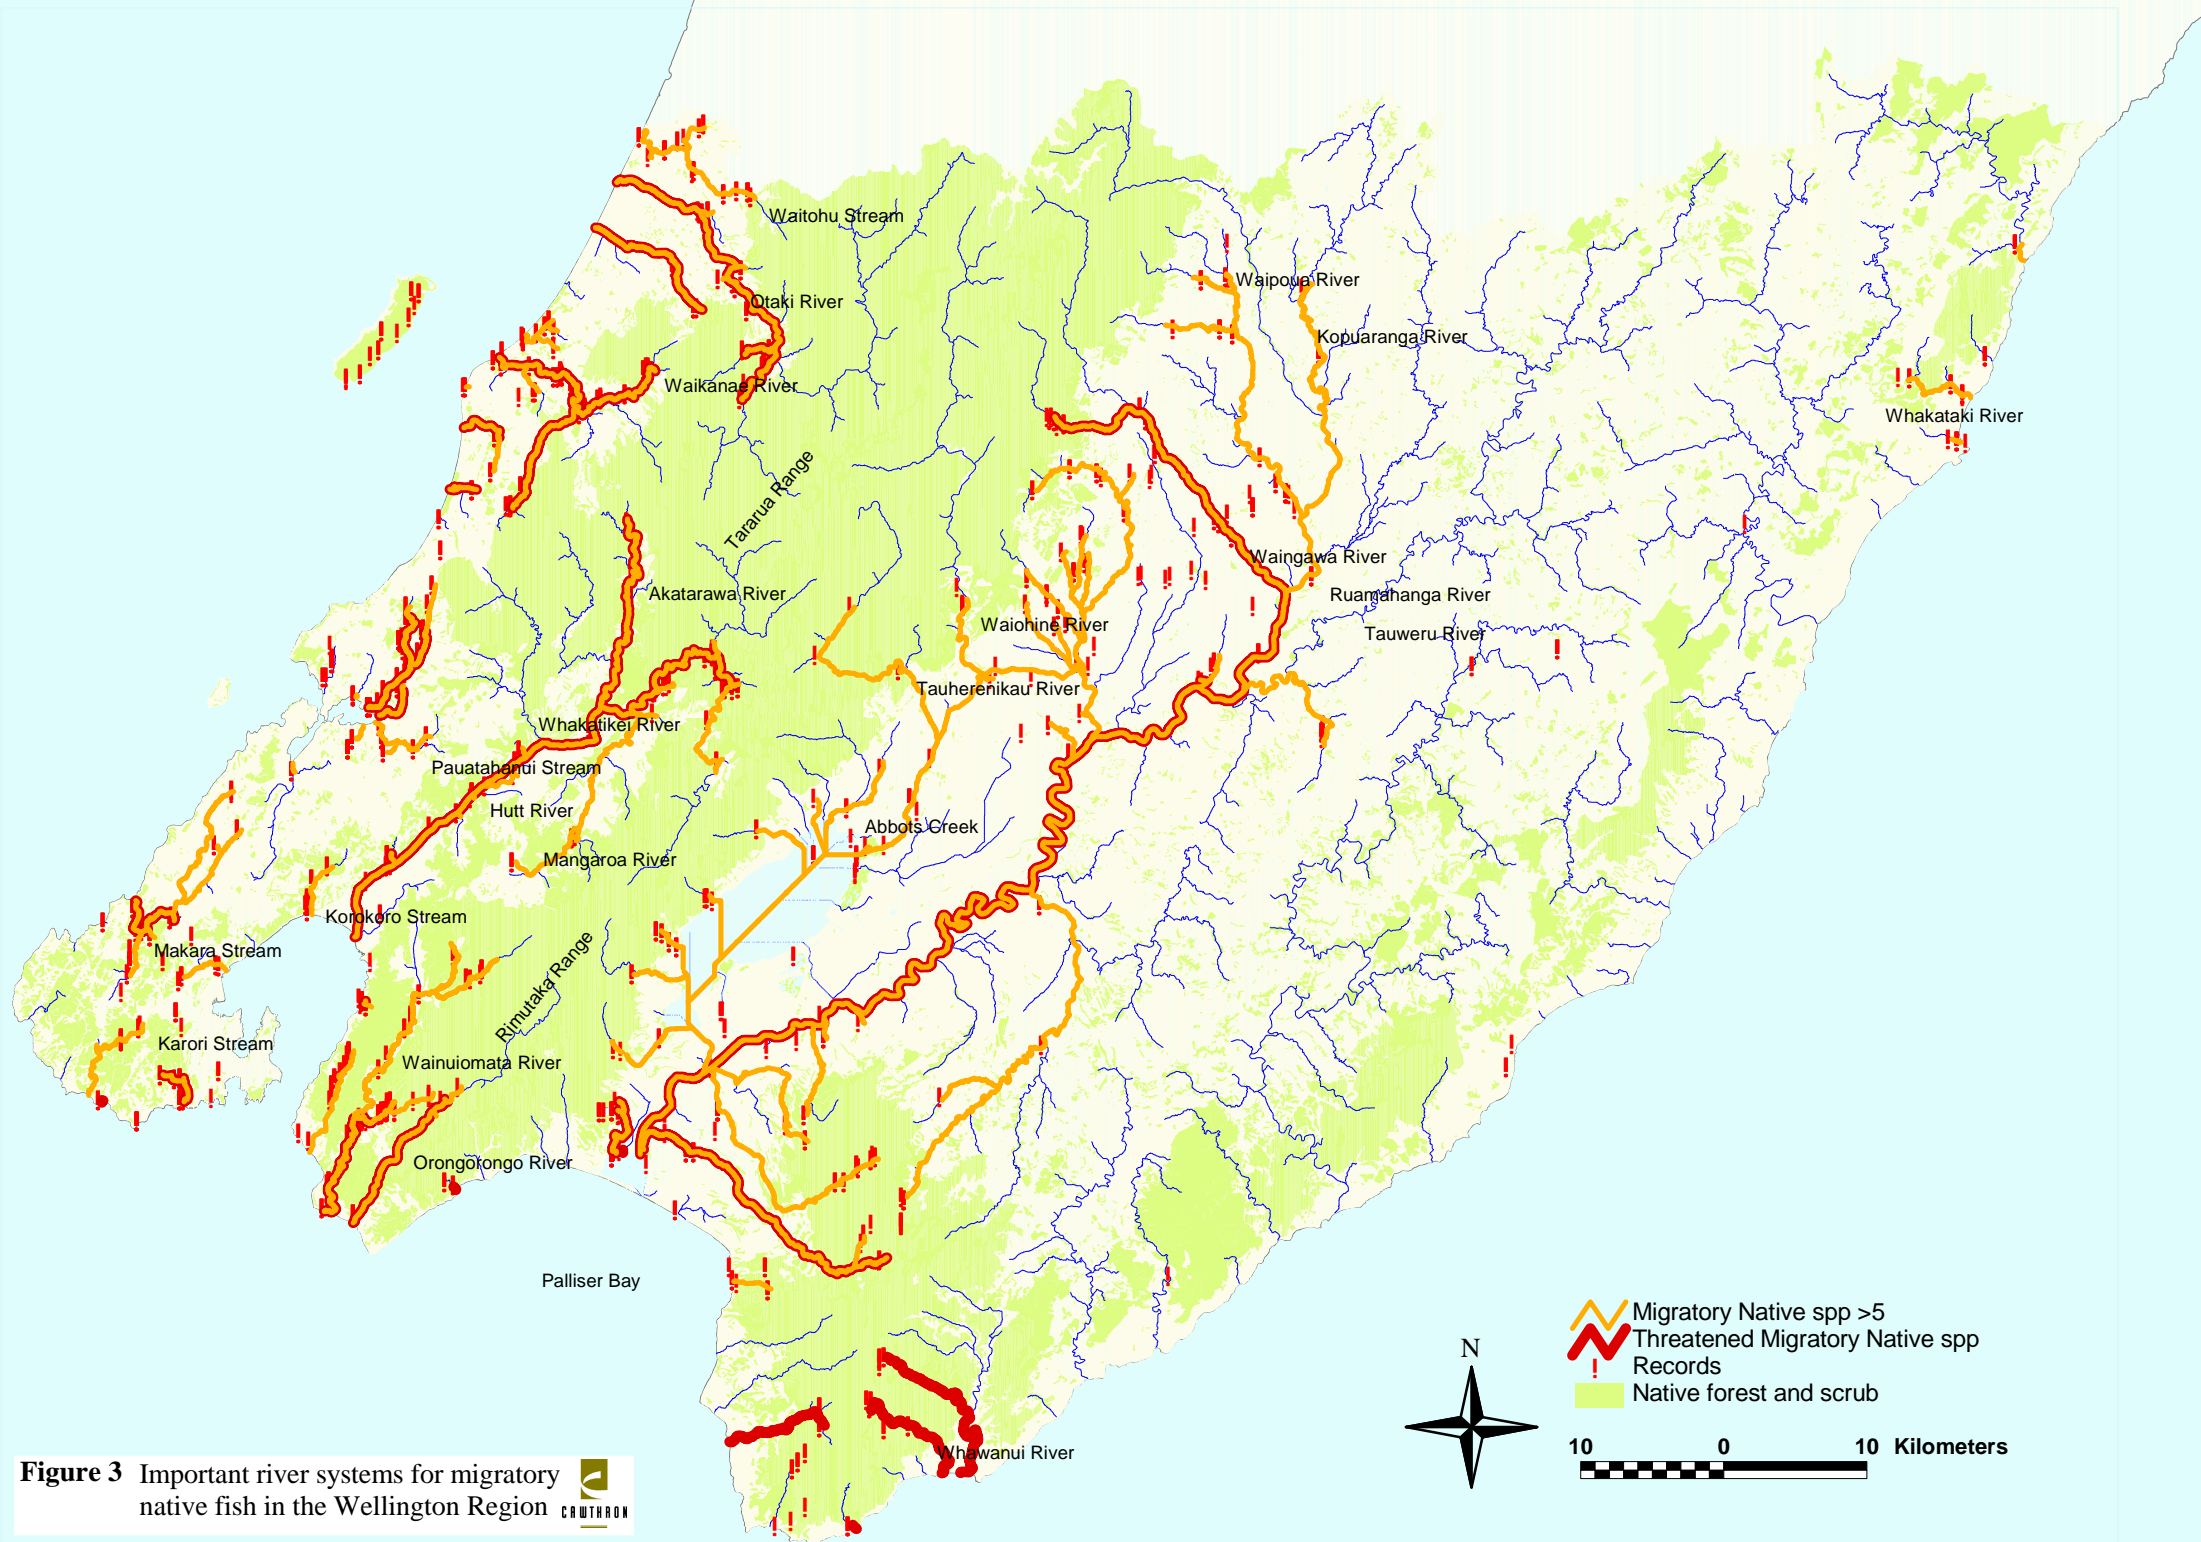 Waitohu Stream
Waipoua River
Otaki River
Kopuaranga River
Waikanae River
Whakataki River
Tararua Range
Waingawa River
Akatarawa River
Ruamahanga River
Waiohine River
Tauweru River
Tauherenikau River
Whakatikei River
Pauatahanui Stream
Hutt River
Abbots Creek
Mangaroa River
Korokoro Stream
Makara Stream
Rimutaka Range
Karori Stream
Wainuiomata River
Orongorongo River
Palliser Bay
Whawanui River
N
Migratory Native spp >5
Threatened Migratory Native spp
Records
Native forest and scrub
10 0 10 Kilometers
Figure 3 Important river systems for migratory
native fish in the Wellington Region
CAWTHRON